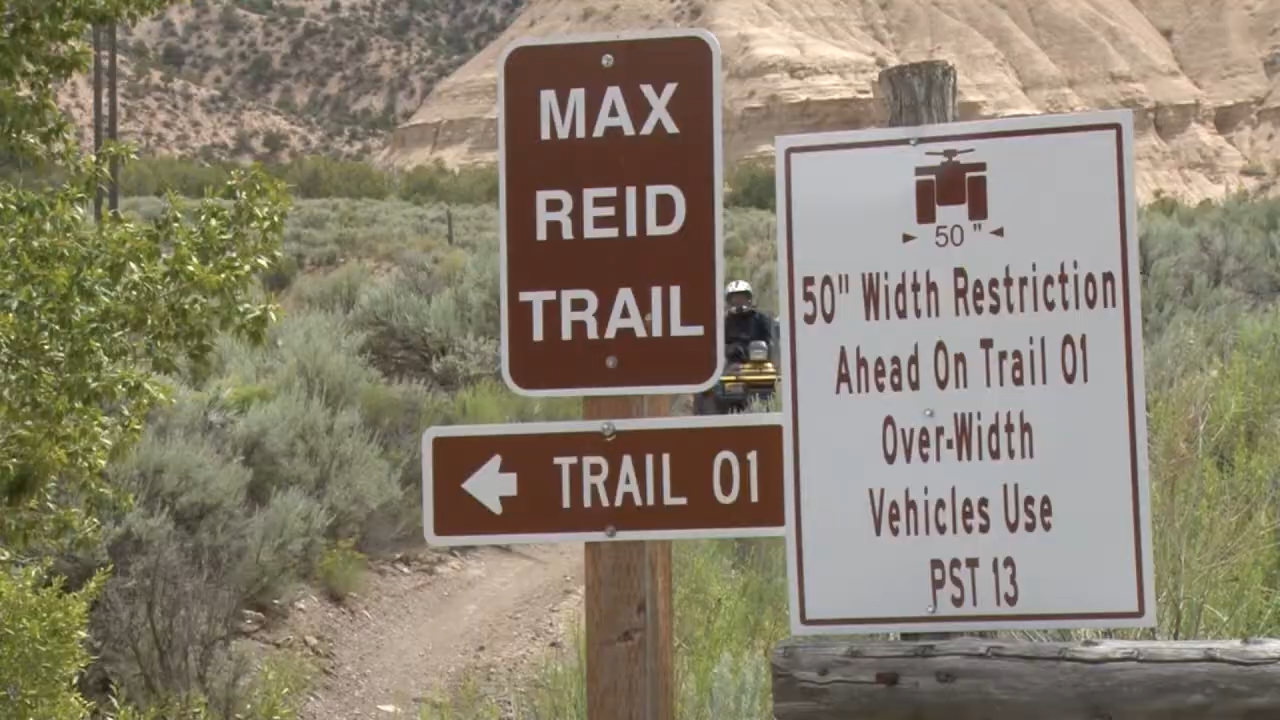 MAX
REID
TRAIL
TRAIL 01
50"
50" Width Restriction
Ahead On Trail 01
Over-Width
Vehicles Use
PST 13